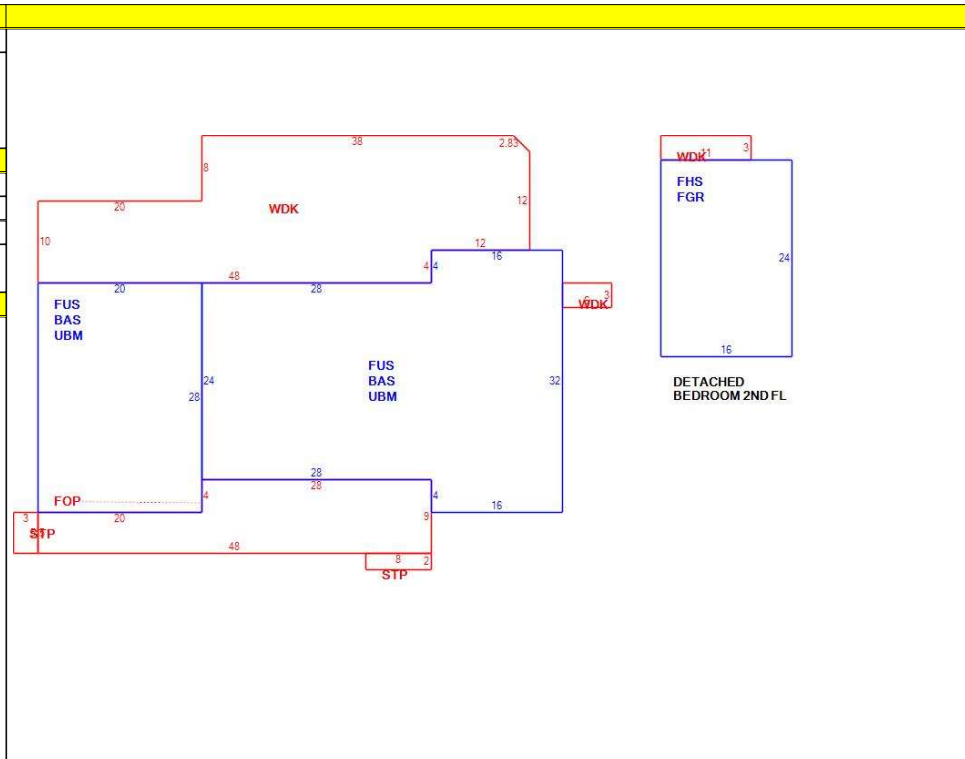 38
2.83
8
WDK
12
20
10
12
16
4
4
48
20
28
FUS
BAS
UBM
FUS
BAS
UBM
24
28
32
WDK
3
28
28
FOP
4
4
16
3
STP
20
9
48
8
2
STP
WDK
11
3
FHS
FGR
24
16
DETACHED
BEDROOM 2ND FL